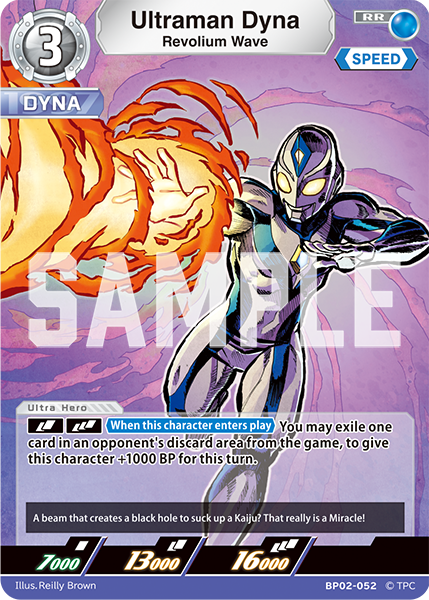 3
Ultraman Dyna
Revolium Wave
RR
SPEED
DYNA
SAMPLE
Ultra Hero
When this character enters play You may exile one
card in an opponent's discard area from the game, to give
this character +1000 BP for this turn.
A beam that creates a black hole to suck up a Kaiju? That really is a Miracle!
7000 13000 16000
Illus. Reilly Brown BP02-052 © TPC